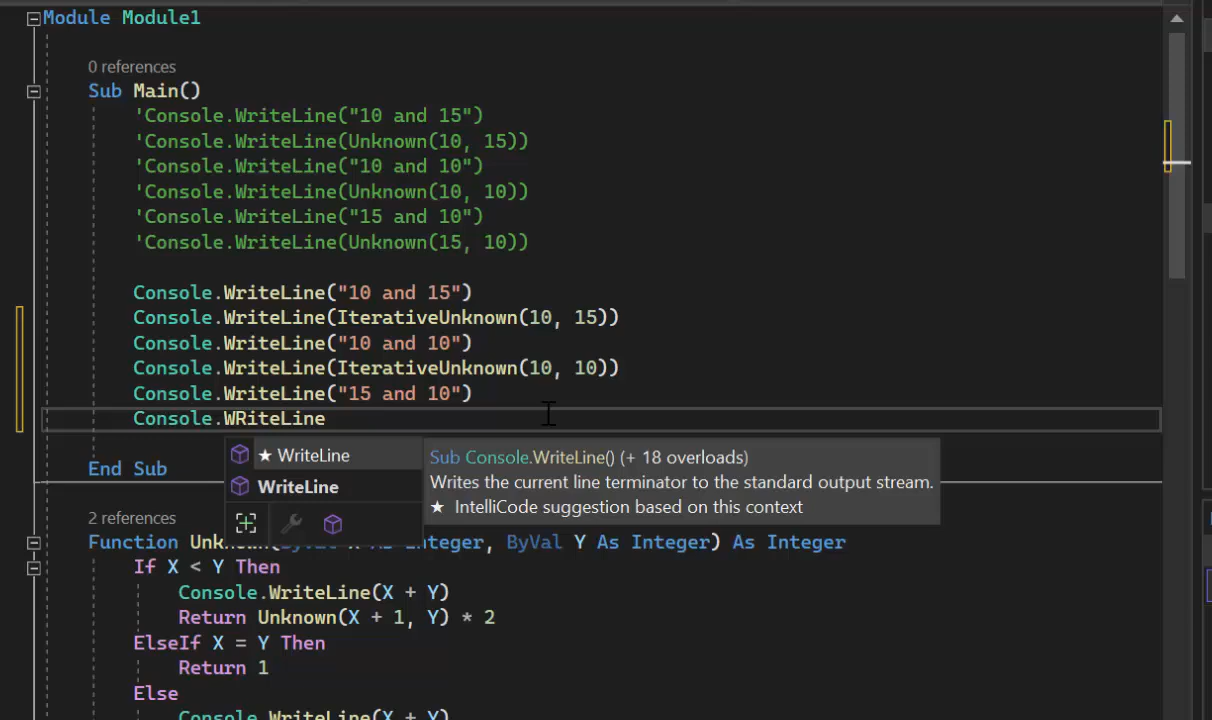 Module Module1
0 references
Sub Main()
'Console.WriteLine("10 and 15")
'Console.WriteLine(Unknown(10, 15))
'Console.WriteLine("10 and 10")
'Console.WriteLine(Unknown(10, 10))
'Console.WriteLine("15 and 10")
'Console.WriteLine(Unknown(15, 10))
Console.WriteLine("10 and 15")
Console.WriteLine(IterativeUnknown(10, 15))
Console.WriteLine("10 and 10")
Console.WriteLine(IterativeUnknown(10, 10))
Console.WriteLine("15 and 10")
Console.WRiteLine
★ WriteLine
WriteLine
Sub Console.WriteLine() (+ 18 overloads)
Writes the current line terminator to the standard output stream.
★ IntelliCode suggestion based on this context
End Sub
2 references
Function Unknown(ByVal X As Integer, ByVal Y As Integer) As Integer
If X < Y Then
Console.WriteLine(X + Y)
Return Unknown(X + 1, Y) * 2
ElseIf X = Y Then
Return 1
Else
Console.WriteLine(X + Y)